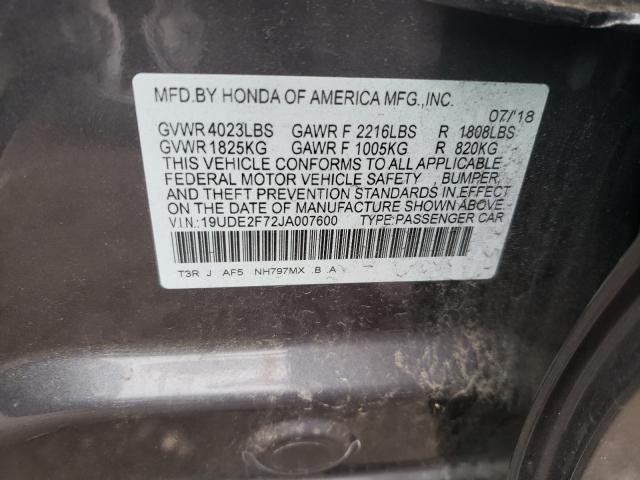 MFD.BY HONDA OF AMERICA MFG.,INC.
07/'18
GVWR 4023LBS GAWR F 2216LBS R 1808LBS
GVWR 1825KG GAWR F 1005KG R 820KG
THIS VEHICLE CONFORMS TO ALL APPLICABLE
FEDERAL MOTOR VEHICLE SAFETY, BUMPER,
AND THEFT PREVENTION STANDARDS IN EFFECT
ON THE DATE OF MANUFACTURE SHOWN ABOVE.
V.I.N.:19UDE2F72JA007600 TYPE:PASSENGER CAR
T3R J AF5 NH797MX .B .A